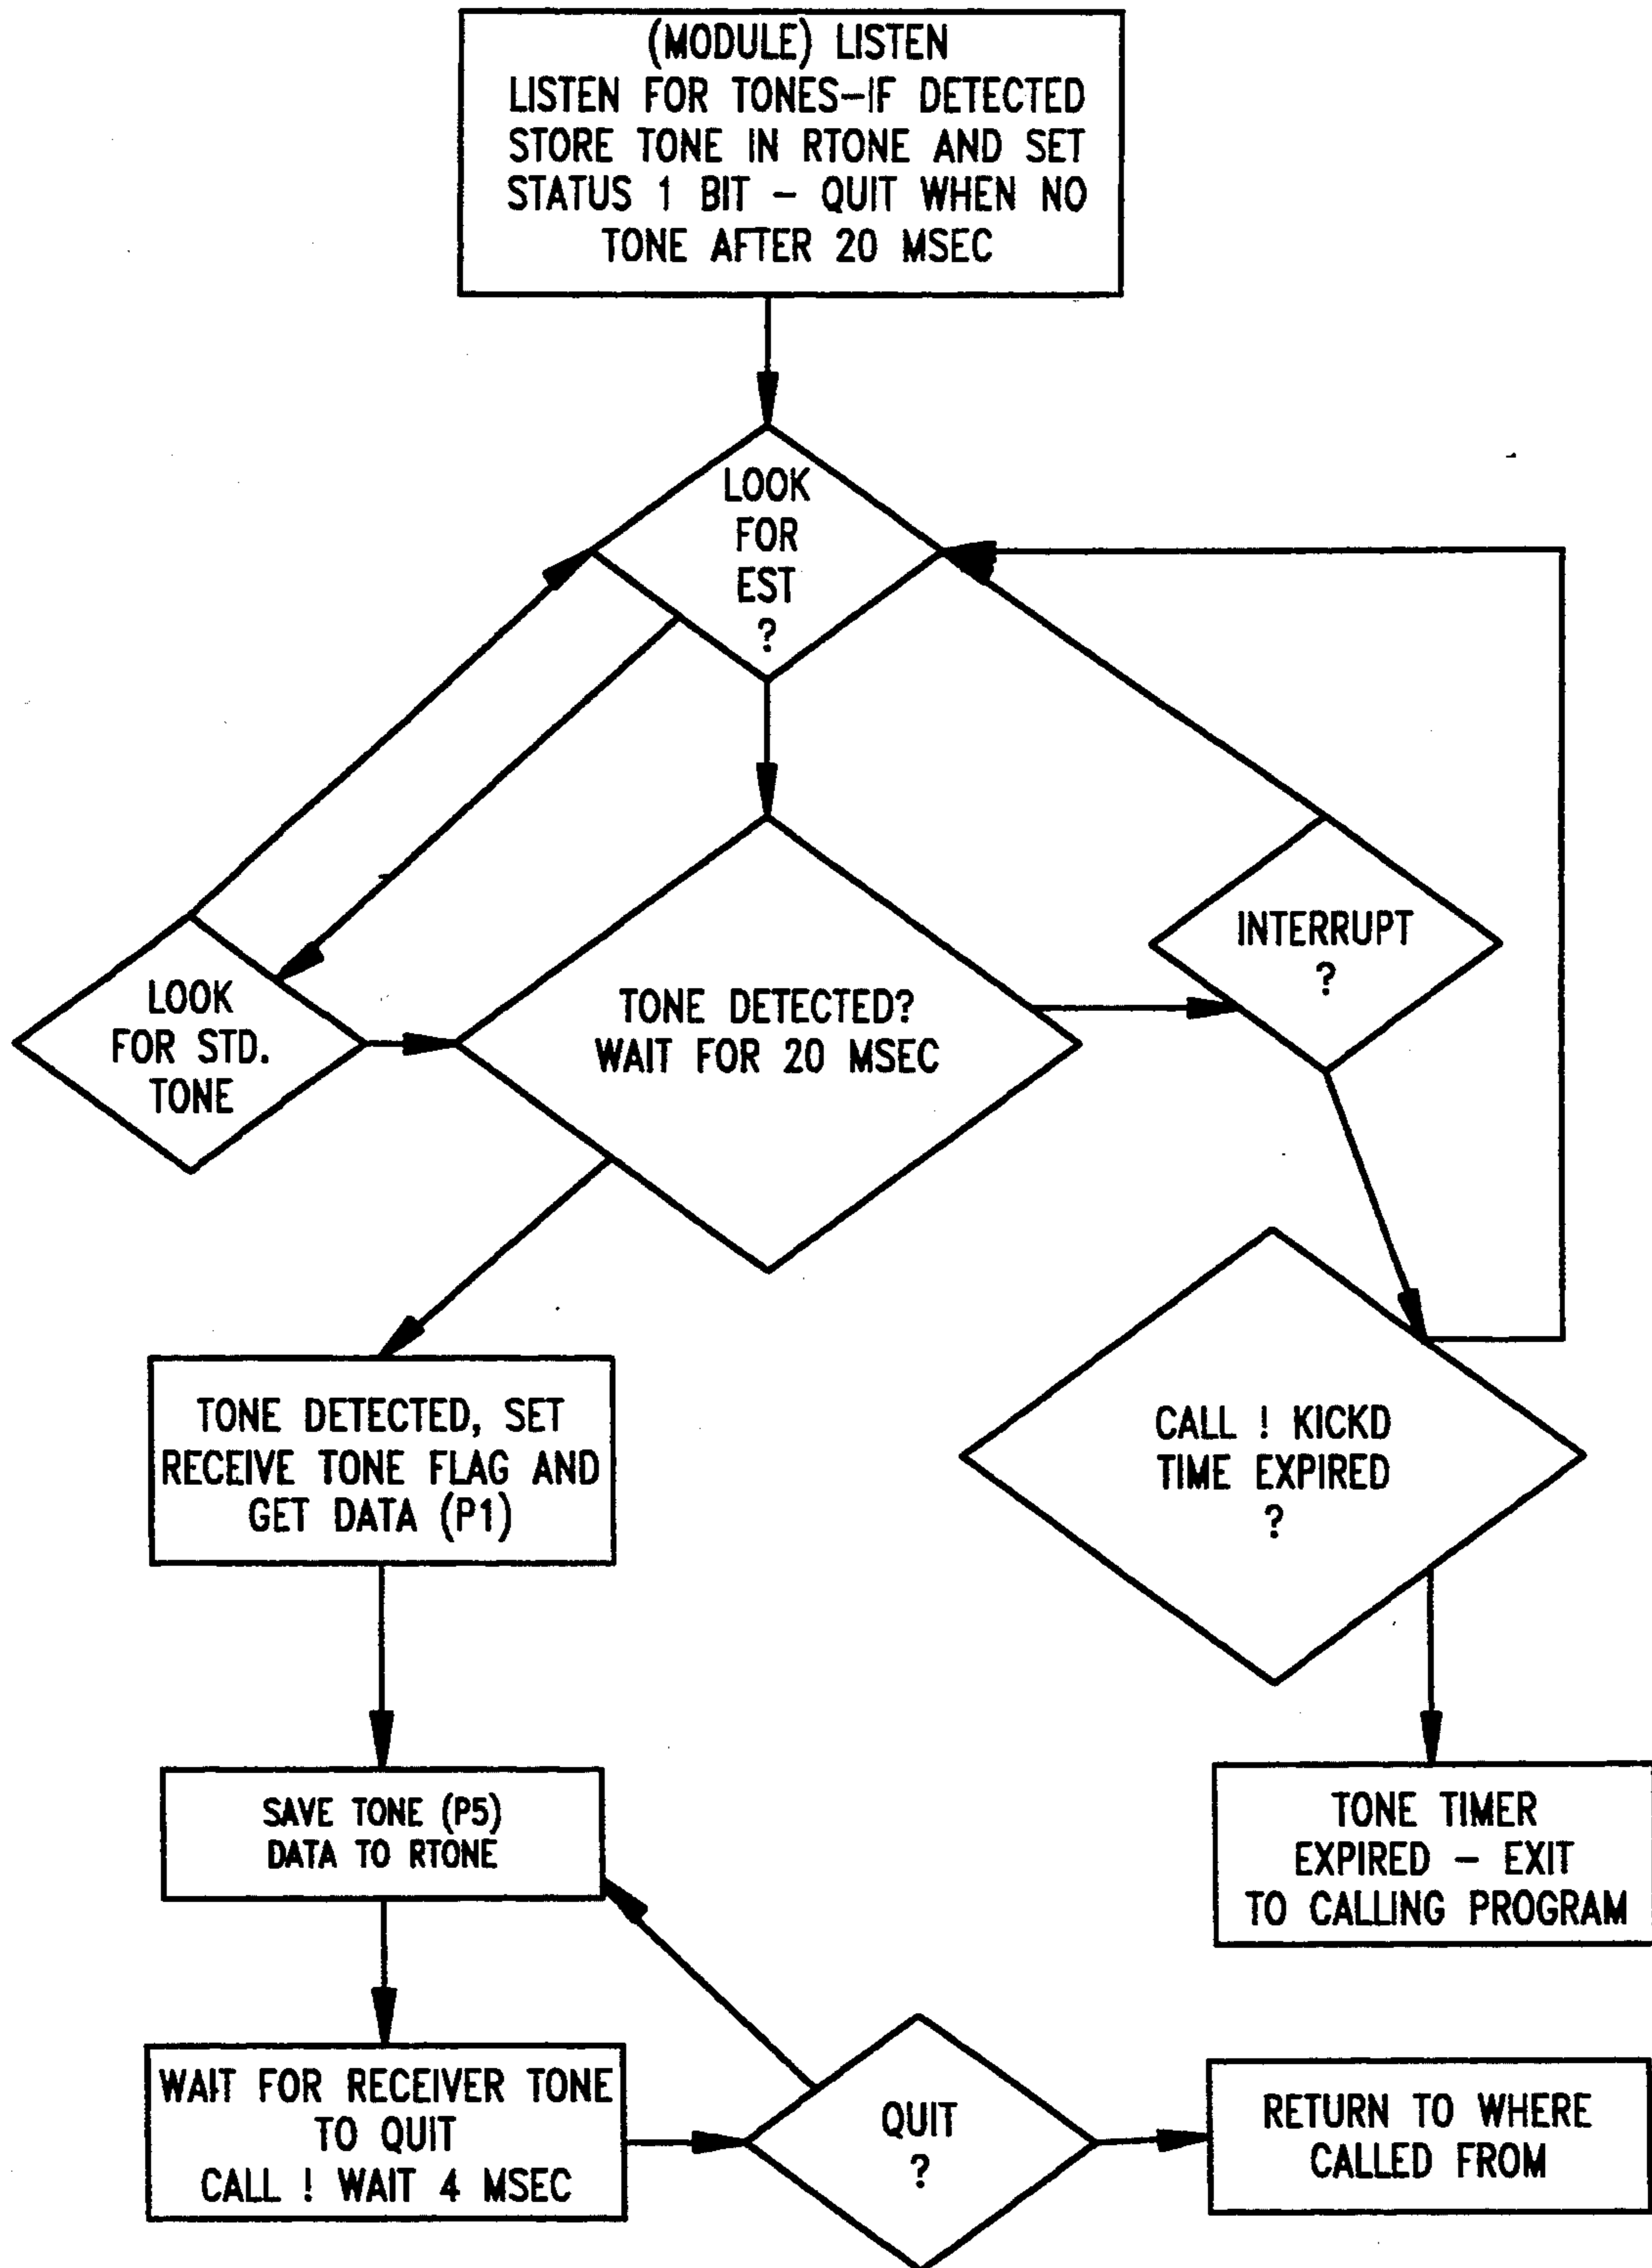 (MODULE) LISTEN
LISTEN FOR TONES-IF DETECTED
STORE TONE IN RTONE AND SET
STATUS 1 BIT - QUIT WHEN NO
TONE AFTER 20 MSEC
LOOK
FOR
EST
?
INTERRUPT
?
LOOK
FOR STD.
TONE
TONE DETECTED?
WAIT FOR 20 MSEC
CALL ! KICKD
TIME EXPIRED
?
TONE DETECTED, SET
RECEIVE TONE FLAG AND
GET DATA (P1)
SAVE TONE (P5)
DATA TO RTONE
TONE TIMER
EXPIRED - EXIT
TO CALLING PROGRAM
WAIT FOR RECEIVER TONE
TO QUIT
CALL ! WAIT 4 MSEC
QUIT
?
RETURN TO WHERE
CALLED FROM